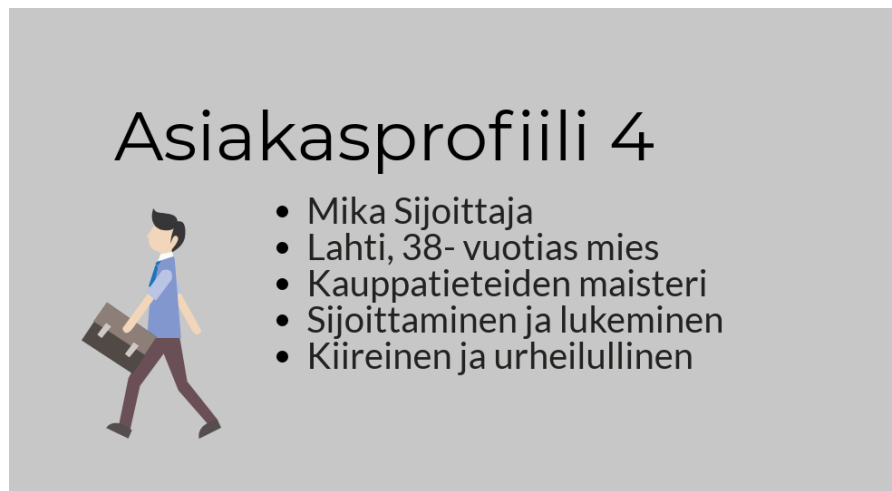 Asiakasprofiili 4
• Mika Sijoittaja
• Lahti, 38- vuotias mies
• Kauppatieteiden maisteri
• Sijoittaminen ja lukeminen
• Kiireinen ja urheilullinen